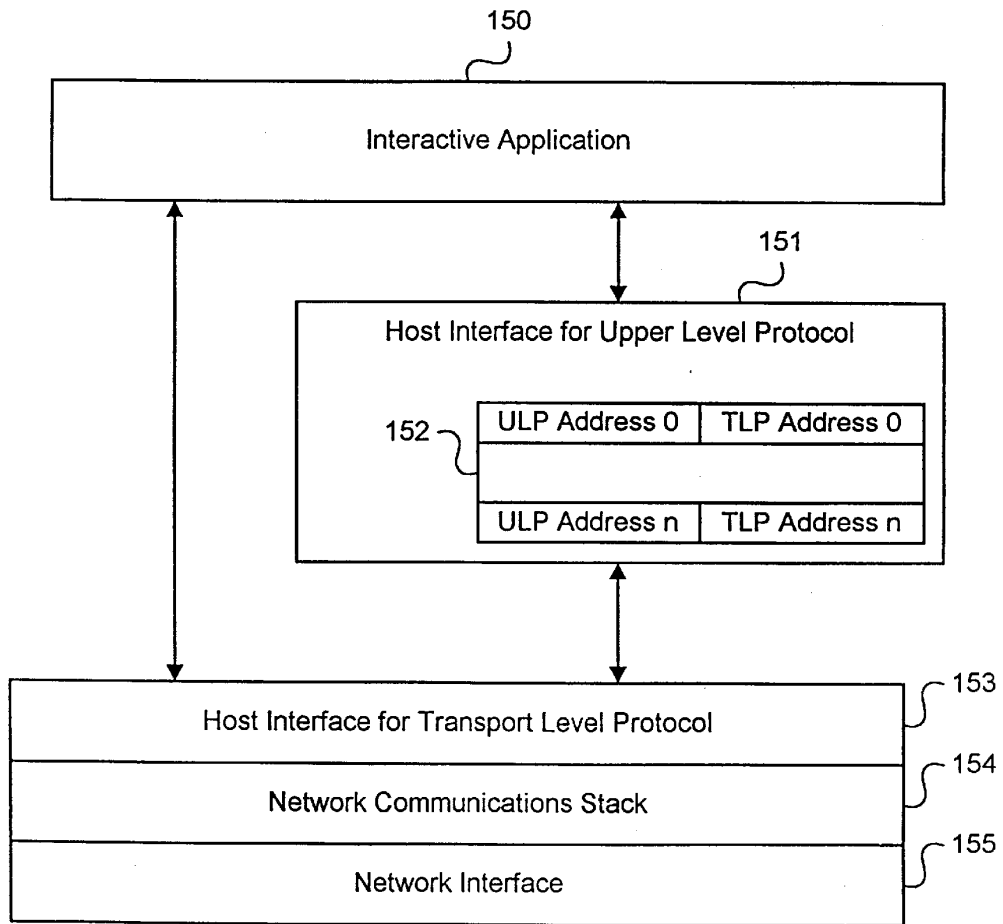 150
Interactive Application
151
Host Interface for Upper Level Protocol
152
ULP Address 0 TLP Address 0
ULP Address n TLP Address n
153
Host Interface for Transport Level Protocol
154
Network Communications Stack
155
Network Interface